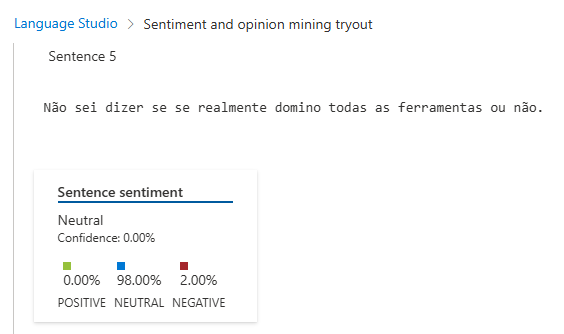 Language Studio > Sentiment and opinion mining tryout
Sentence 5
Não sei dizer se se realmente domino todas as ferramentas ou não.
Sentence sentiment
Neutral
Confidence: 0.00%
0.00% 98.00% 2.00%
POSITIVE NEUTRAL NEGATIVE